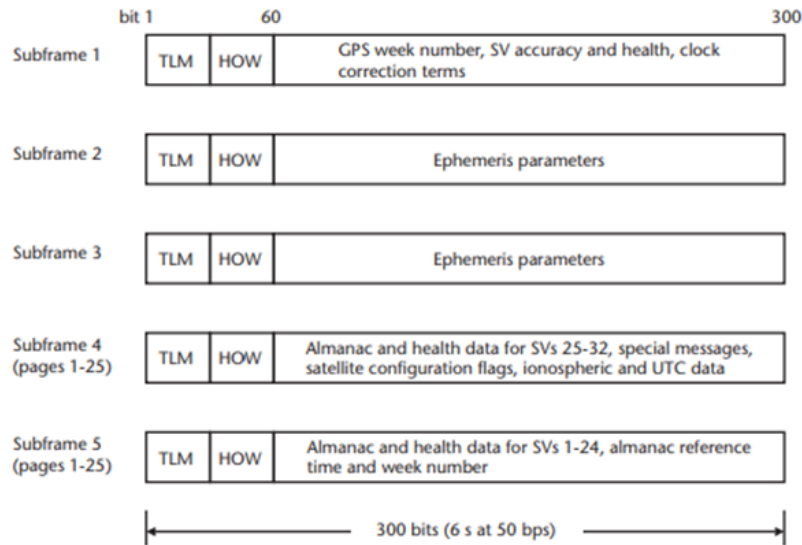 bit 1 60 300
Subframe 1
TLM HOW GPS week number, SV accuracy and health, clock
correction terms
Subframe 2
TLM HOW Ephemeris parameters
Subframe 3
TLM HOW Ephemeris parameters
Subframe 4
(pages 1-25)
TLM HOW Almanac and health data for SVs 25-32, special messages,
satellite configuration flags, ionospheric and UTC data
Subframe 5
(pages 1-25)
TLM HOW Almanac and health data for SVs 1-24, almanac reference
time and week number
300 bits (6 s at 50 bps)